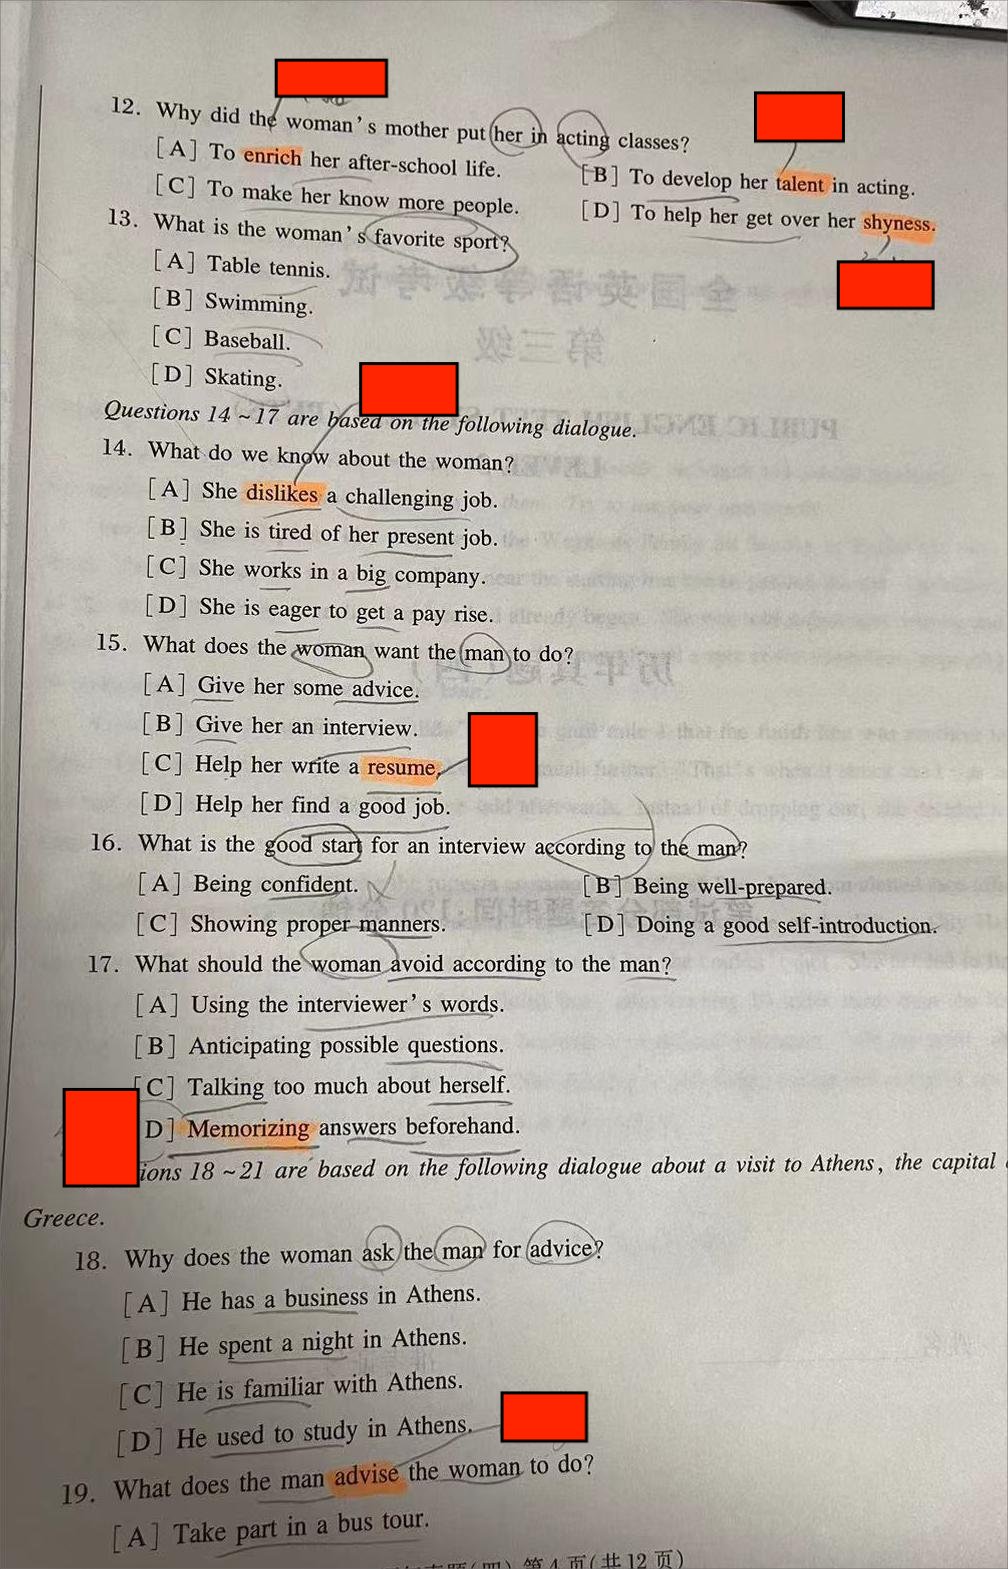 12. Why did the woman's mother put her in acting classes?
[A] To enrich her after-school life.
[B] To develop her talent in acting.
[C] To make her know more people.
[D] To help her get over her shyness.
13. What is the woman's favorite sport?
[A] Table tennis.
[B] Swimming.
[C] Baseball.
[D] Skating.
Questions 14 ~ 17 are based on the following dialogue.
14. What do we know about the woman?
[A] She dislikes a challenging job.
[B] She is tired of her present job.
[C] She works in a big company.
[D] She is eager to get a pay rise.
15. What does the woman want the man to do?
[A] Give her some advice.
[B] Give her an interview.
[C] Help her write a resume.
[D] Help her find a good job.
16. What is the good start for an interview according to the man?
[A] Being confident.
[B] Being well-prepared.
[C] Showing proper manners.
[D] Doing a good self-introduction.
17. What should the woman avoid according to the man?
[A] Using the interviewer's words.
[B] Anticipating possible questions.
[C] Talking too much about herself.
D] Memorizing answers beforehand.
ions 18 ~ 21 are based on the following dialogue about a visit to Athens, the capital
Greece.
18. Why does the woman ask the man for advice?
[A] He has a business in Athens.
[B] He spent a night in Athens.
[C] He is familiar with Athens.
[D] He used to study in Athens.
19. What does the man advise the woman to do?
[A] Take part in a bus tour.
(四) 第 4 页(共 12 页)